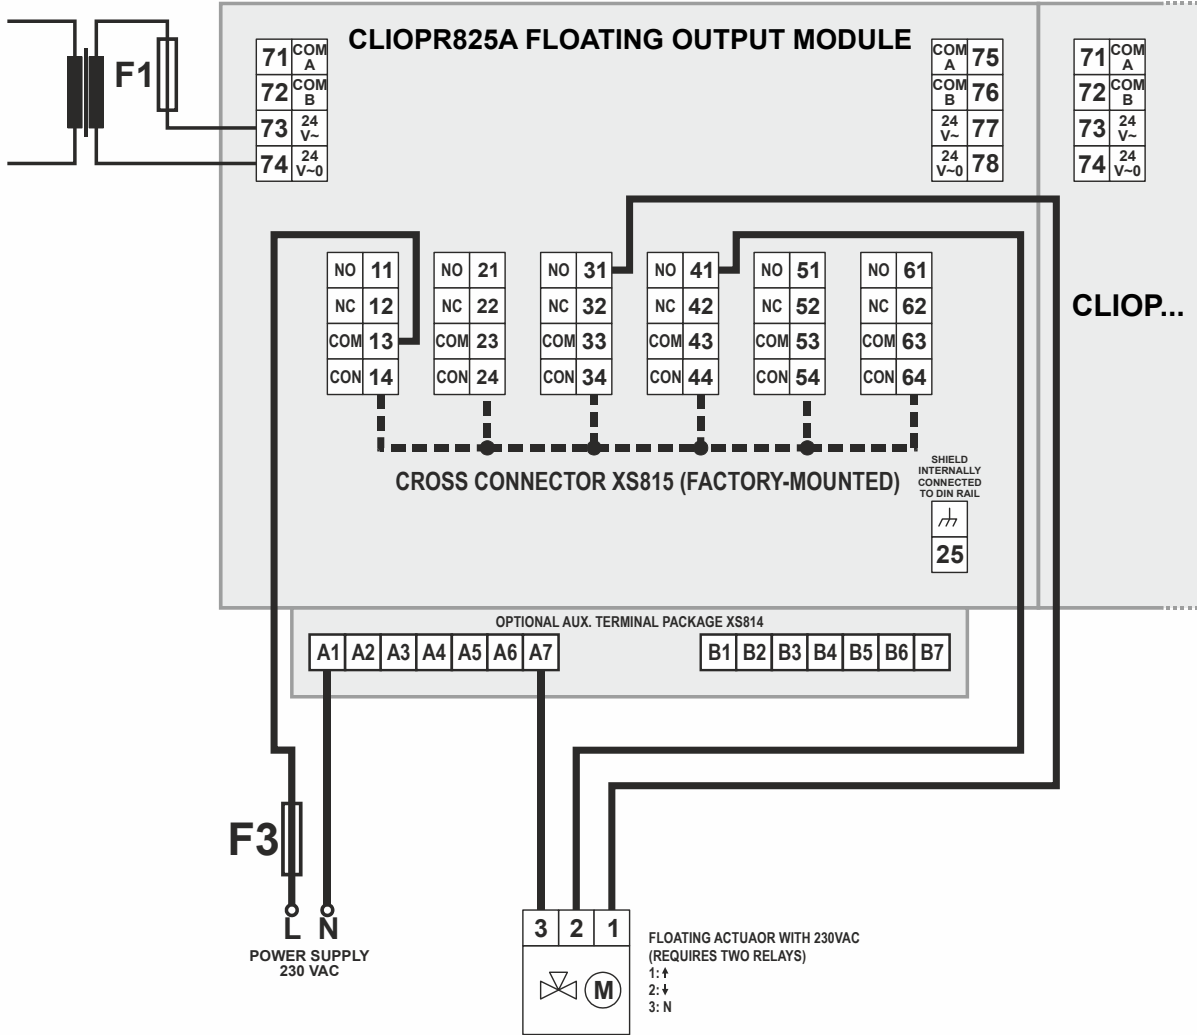 CLIOPR825A FLOATING OUTPUT MODULE
F1
71 COM A
72 COM B
73 24 V~
74 24 V~0
COM A 75
COM B 76
24 V~ 77
24 V~0 78
71 COM A
72 COM B
73 24 V~
74 24 V~0
NO 11 NO 21 NO 31 NO 41 NO 51 NO 61
NC 12 NC 22 NC 32 NC 42 NC 52 NC 62
COM 13 COM 23 COM 33 COM 43 COM 53 COM 63
CON 14 CON 24 CON 34 CON 44 CON 54 CON 64
CLIOP...
CROSS CONNECTOR XS815 (FACTORY-MOUNTED)
SHIELD
INTERNALLY
CONNECTED
TO DIN RAIL
25
OPTIONAL AUX. TERMINAL PACKAGE XS814
A1 A2 A3 A4 A5 A6 A7 B1 B2 B3 B4 B5 B6 B7
F3
L N
POWER SUPPLY
230 VAC
3 2 1
M
FLOATING ACTUAOR WITH 230VAC
(REQUIRES TWO RELAYS)
1: ↑
2: ↓
3: N